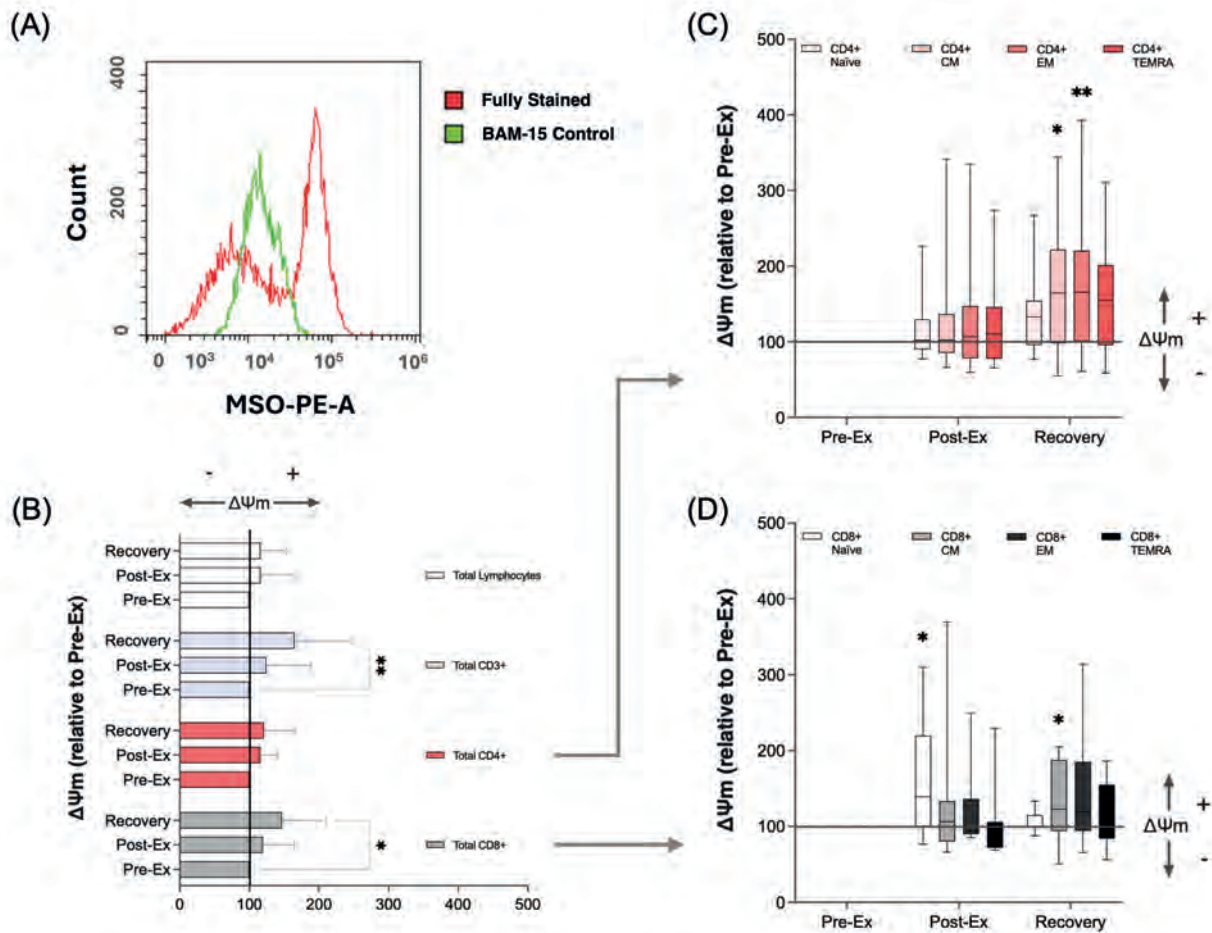 (A)
400
200
0
Count
0 10³ 10⁴ 10⁵ 10⁶
MSO-PE-A
Fully Stained
BAM-15 Control
(B)
- +
ΔΨm
ΔΨm (relative to Pre-Ex)
Recovery
Post-Ex
Pre-Ex
Total Lymphocytes
Recovery
Post-Ex
Pre-Ex
**
Total CD3+
Recovery
Post-Ex
Pre-Ex
Total CD4+
Recovery
Post-Ex
Pre-Ex
*
Total CD8+
0 100 200 300 400 500
(C)
ΔΨm (relative to Pre-Ex)
500
400
300
200
100
0
CD4+ Naïve
CD4+ CM
CD4+ EM
CD4+ TEMRA
* **
+
ΔΨm
-
Pre-Ex Post-Ex Recovery
(D)
ΔΨm (relative to Pre-Ex)
500
400
300
200
100
0
CD8+ Naïve
CD8+ CM
CD8+ EM
CD8+ TEMRA
*
*
+
ΔΨm
-
Pre-Ex Post-Ex Recovery